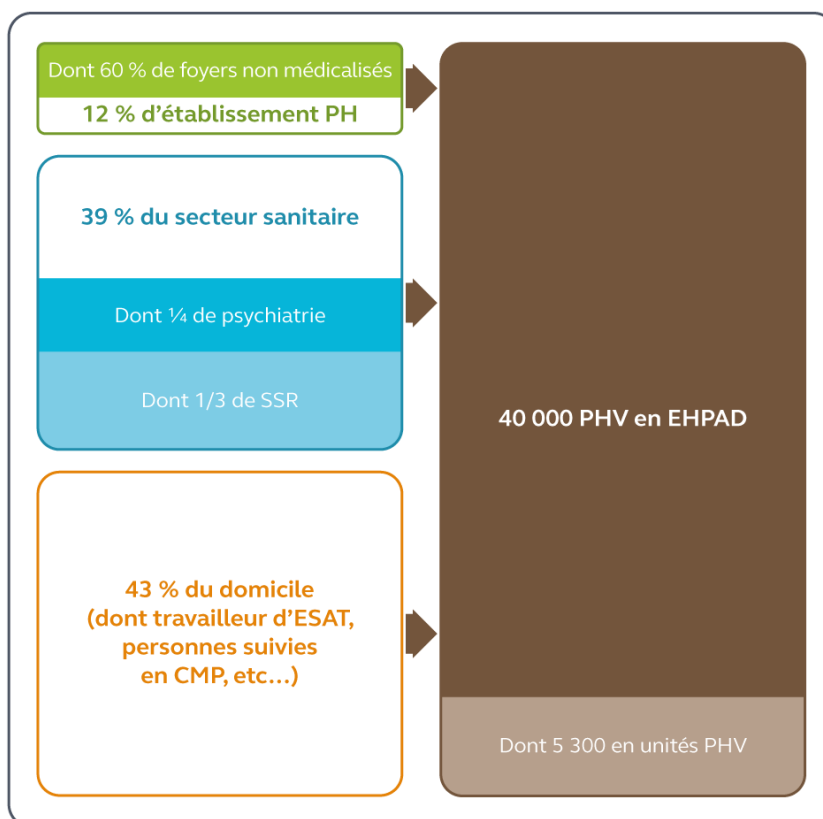 Dont 60 % de foyers non médicalisés
12 % d’établissement PH
39 % du secteur sanitaire
Dont ¼ de psychiatrie
Dont 1/3 de SSR
43 % du domicile
(dont travailleur d’ESAT,
personnes suivies
en CMP, etc…)
40 000 PHV en EHPAD
Dont 5 300 en unités PHV